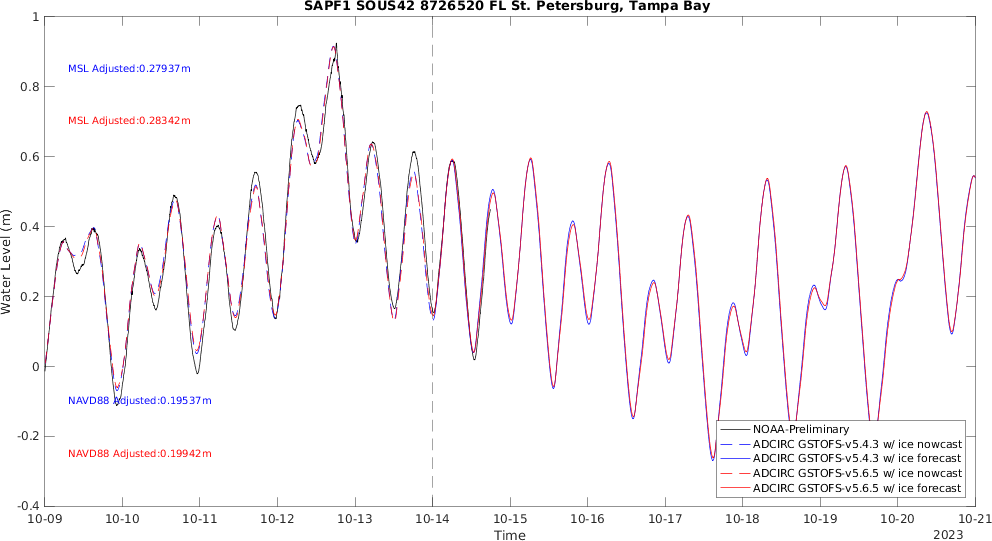 SAPF1 SOUS42 8726520 FL St. Petersburg, Tampa Bay
1
0.8
0.6
0.4
0.2
0
-0.2
-0.4
Water Level (m)
MSL Adjusted:0.27937m
MSL Adjusted:0.28342m
NAVD88 Adjusted:0.19537m
NAVD88 Adjusted:0.19942m
NOAA-Preliminary
ADCIRC GSTOFS-v5.4.3 w/ ice nowcast
ADCIRC GSTOFS-v5.4.3 w/ ice forecast
ADCIRC GSTOFS-v5.6.5 w/ ice nowcast
ADCIRC GSTOFS-v5.6.5 w/ ice forecast
10-09 10-10 10-11 10-12 10-13 10-14 10-15 10-16 10-17 10-18 10-19 10-20 10-21
Time
2023